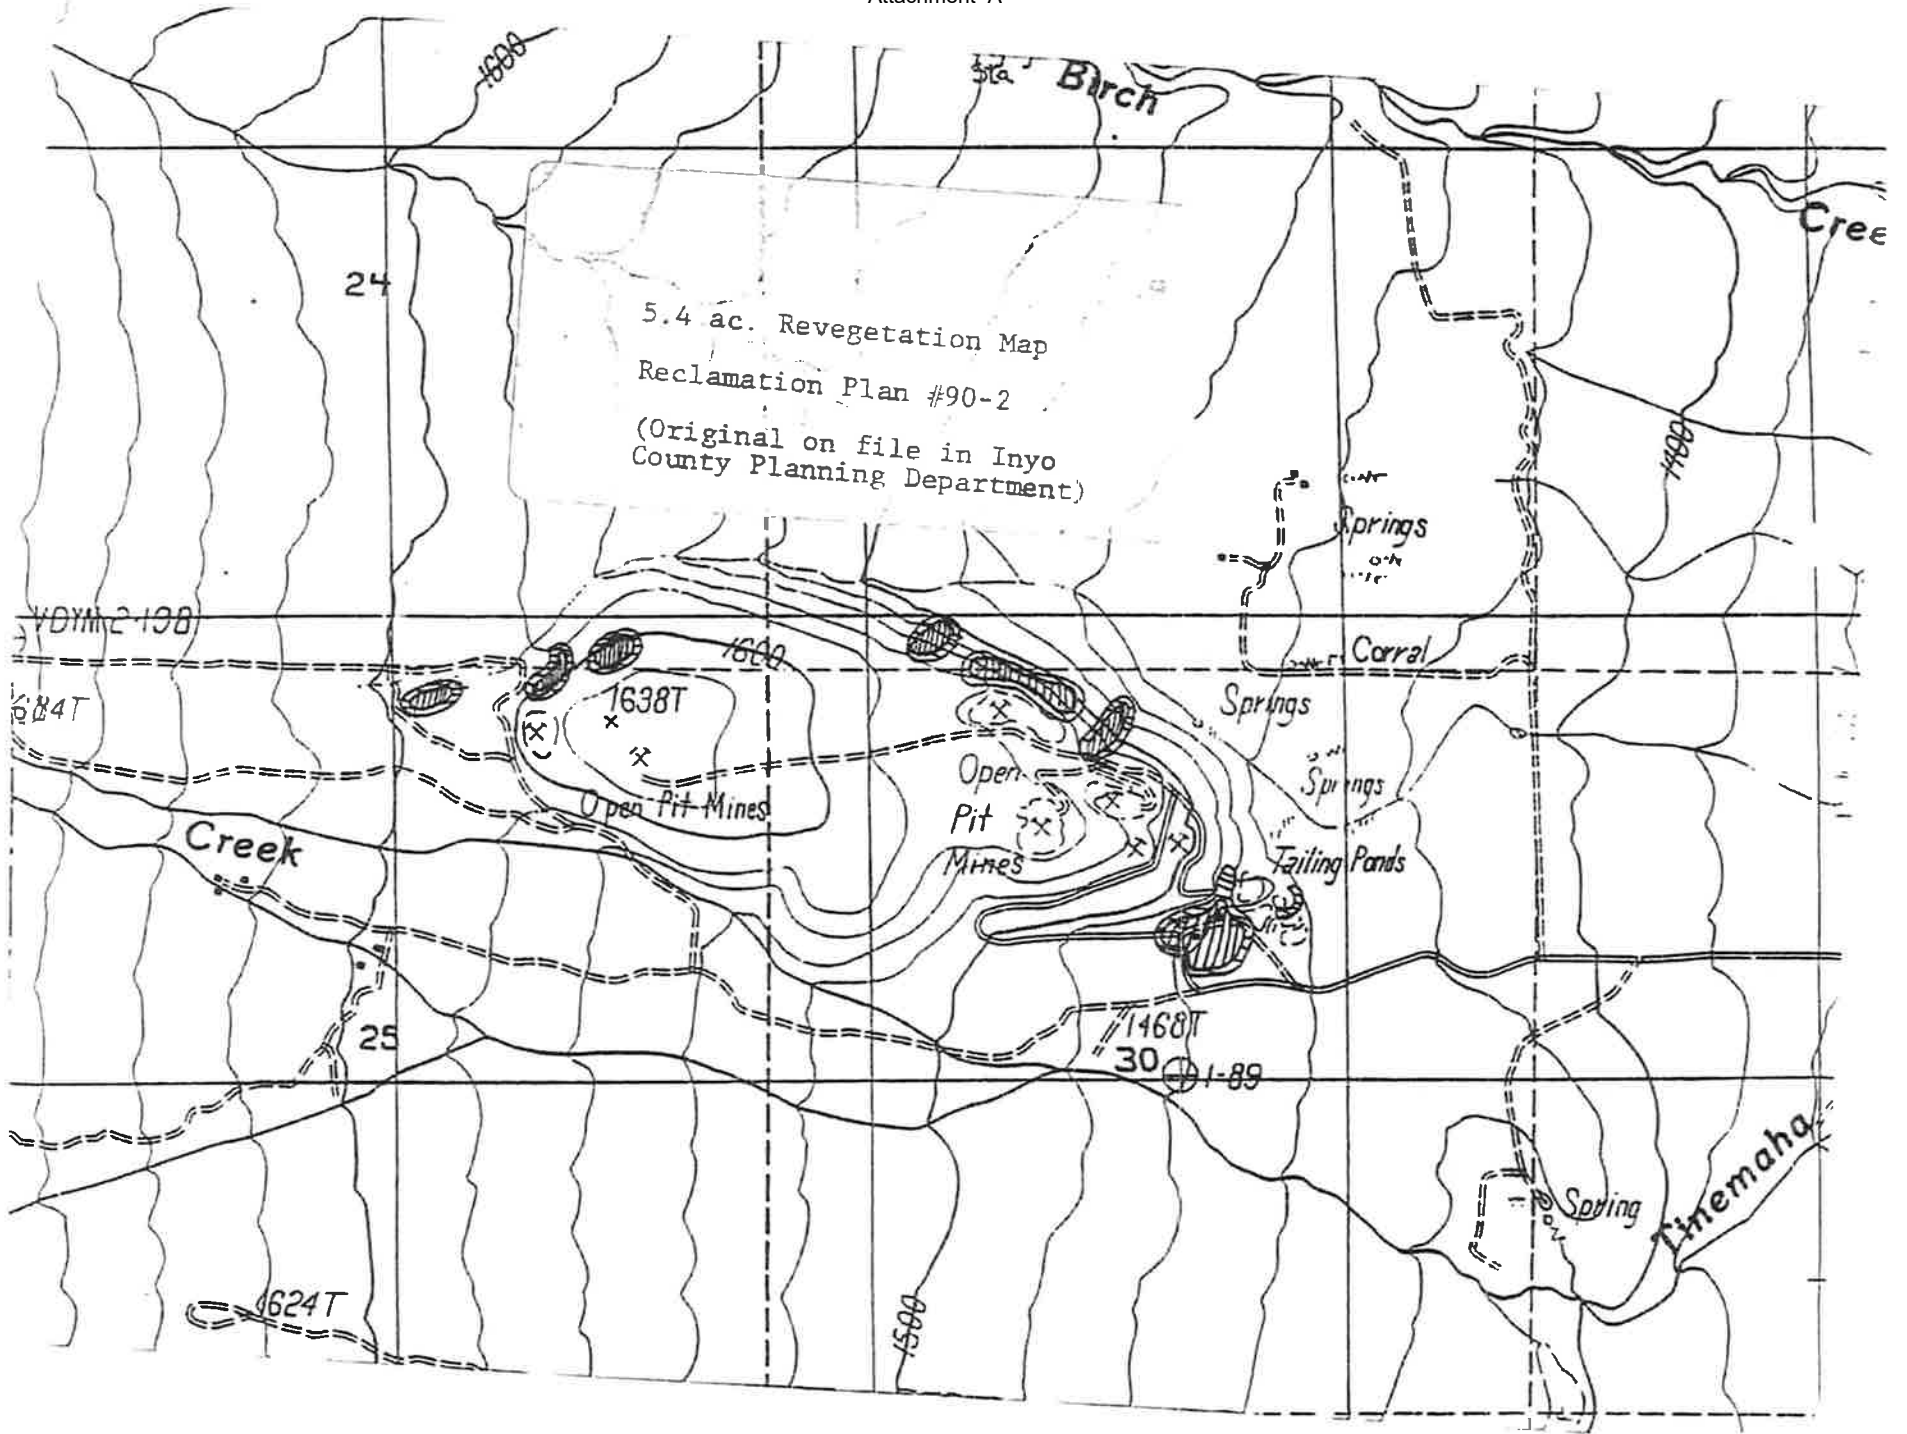 Attachment A
1600
Sta
Birch
Creek
24
5.4 ac. Revegetation Map
Reclamation Plan #90-2
(Original on file in Inyo
County Planning Department)
1400
Springs
1600
Corral
1638T
Springs
Open
Springs
Open Pit Mines
Pit
Creek
Mines
Tailing Ponds
1468T
25
30
1-89
Tinemaha
Spring
1624T
1500